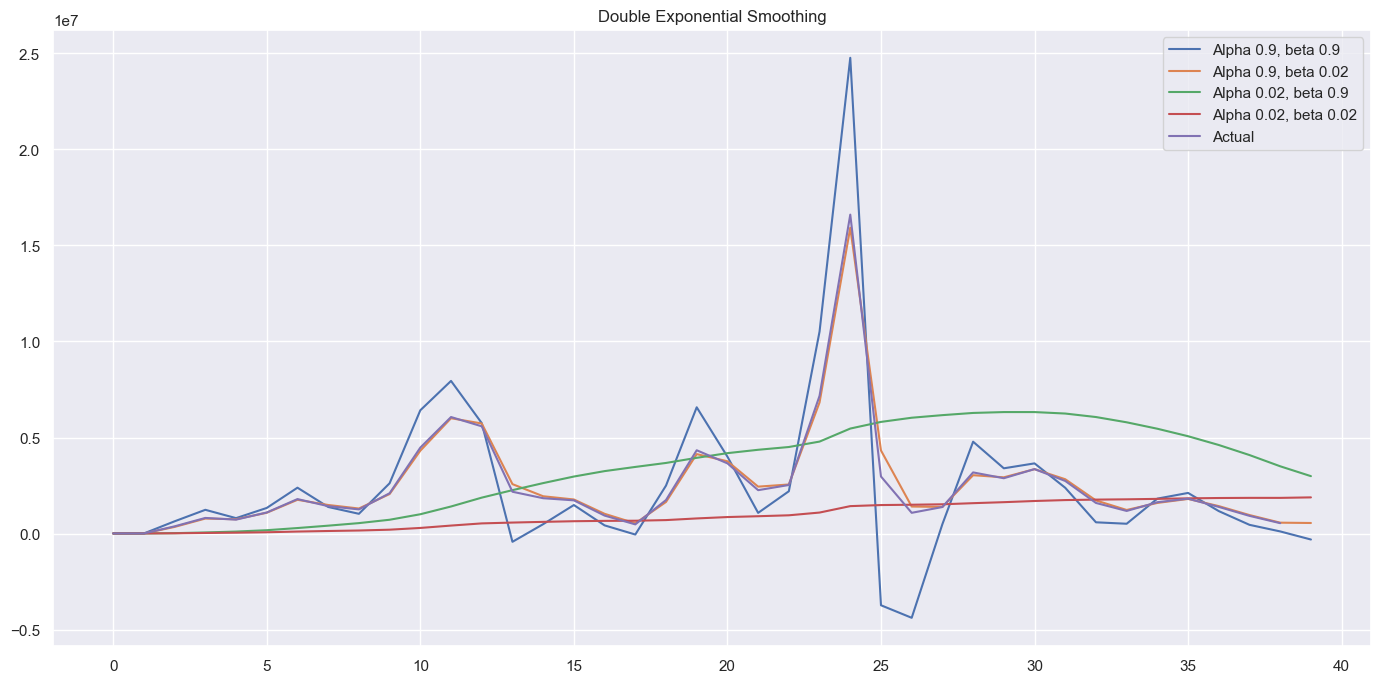 Double Exponential Smoothing
1e7
Alpha 0.9, beta 0.9
Alpha 0.9, beta 0.02
Alpha 0.02, beta 0.9
Alpha 0.02, beta 0.02
Actual
2.5
2.0
1.5
1.0
0.5
0.0
−0.5
0 5 10 15 20 25 30 35 40